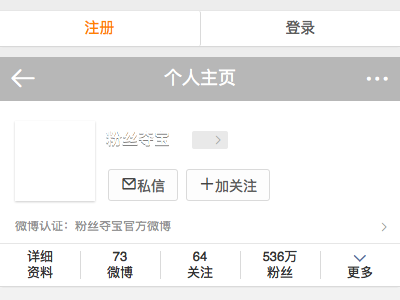 注册 登录
个人主页
粉丝夺宝
私信 加关注
微博认证：粉丝夺宝官方微博
详细 73 64 536万
资料 微博 关注 粉丝 更多